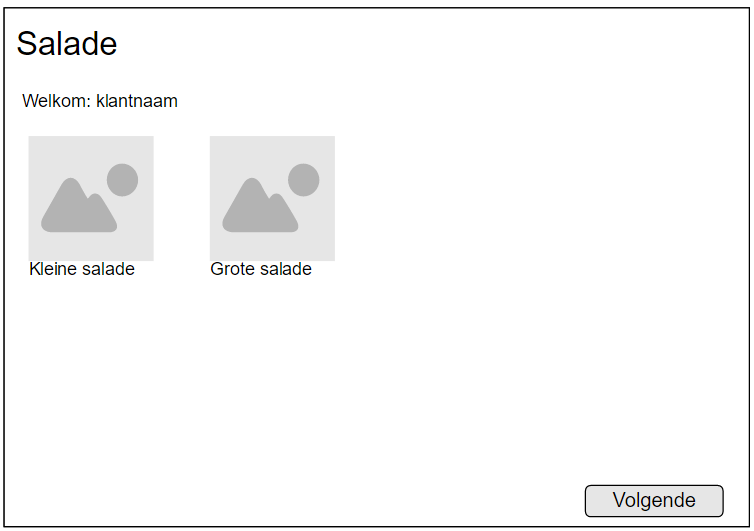 Salade
Welkom: klantnaam
Kleine salade
Grote salade
Volgende